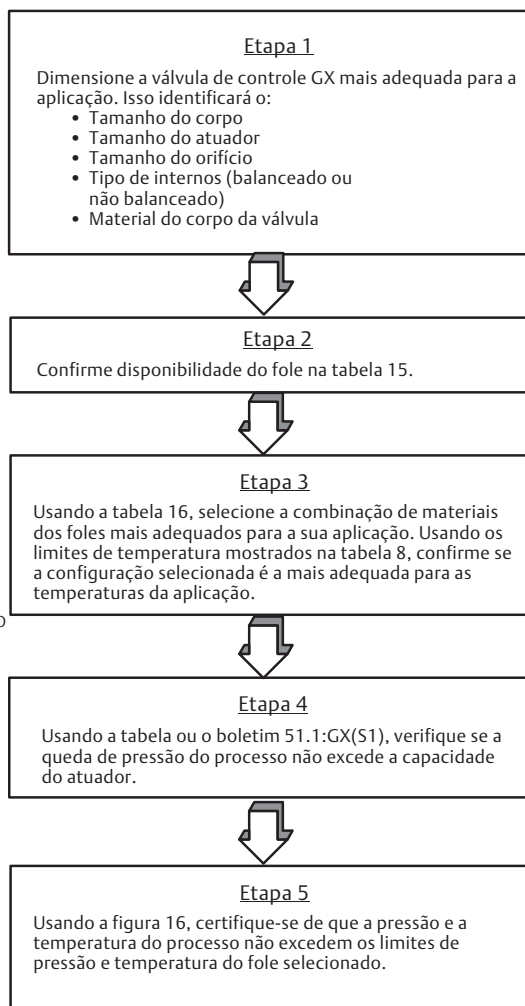 Etapa 1
Dimensione a válvula de controle GX mais adequada para a
aplicação. Isso identificará o:
• Tamanho do corpo
• Tamanho do atuador
• Tamanho do orifício
• Tipo de internos (balanceado ou
não balanceado)
• Material do corpo da válvula
Etapa 2
Confirme disponibilidade do fole na tabela 15.
Etapa 3
Usando a tabela 16, selecione a combinação de materiais
dos foles mais adequados para a sua aplicação. Usando os
limites de temperatura mostrados na tabela 8, confirme se
a configuração selecionada é a mais adequada para as
temperaturas da aplicação.
Etapa 4
Usando a tabela ou o boletim 51.1:GX(S1), verifique se a
queda de pressão do processo não excede a capacidade
do atuador.
Etapa 5
Usando a figura 16, certifique-se de que a pressão e a
temperatura do processo não excedem os limites de
pressão e temperatura do fole selecionado.